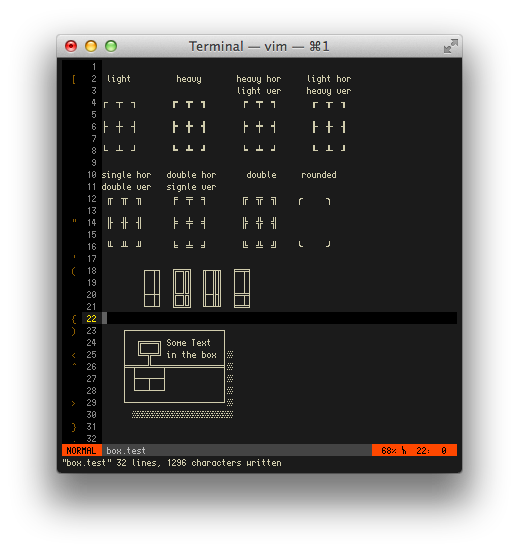 Terminal — vim — ⌘1
1
[ 2 light heavy heavy hor light hor
3 light ver heavy ver
4 ┌ ┬ ┐ ┏ ┳ ┓ ┍ ┯ ┑ ┎ ┰ ┒
5
6 ├ ┼ ┤ ┣ ╋ ┫ ┝ ┿ ┥ ┠ ╂ ┨
7
8 └ ┴ ┘ ┗ ┻ ┛ ┕ ┷ ┙ ┖ ┸ ┚
9
10 single hor double hor double rounded
11 double ver signle ver
12 ╓ ╥ ╖ ╒ ╤ ╕ ╔ ╦ ╗ ╭ ╮
13
" 14 ╟ ╫ ╢ ╞ ╪ ╡ ╠ ╬ ╣
15
16 ╙ ╨ ╜ ╘ ╧ ╛ ╚ ╩ ╝ ╰ ╯
' 17
( 18
19
20
21
{ 22
) 23
24 Some Text
< 25 in the box
^ 26
27
28
> 29
30
} 31
. 32
NORMAL box.test 68% 22: 0
"box.test" 32 lines, 1296 characters written